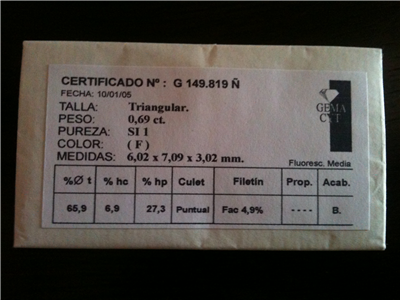 CERTIFICADO Nº : G 149.819 Ñ
FECHA: 10/01/05
TALLA: Triangular.
PESO: 0,69 ct.
PUREZA: SI 1
COLOR: ( F )
MEDIDAS: 6,02 x 7,09 x 3,02 mm.
GEMA
CYT
Fluoresc. Media
%Ø t % hc % hp Culet Filetín Prop. Acab.
65,9 6,9 27,3 Puntual Fac 4,9% ---- B.